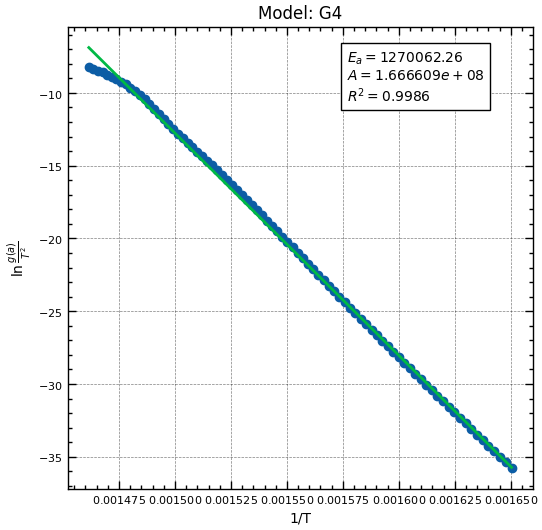 Model: G4
E_a = 1270062.26
A = 1.666609e + 08
R^2 = 0.9986
ln g(a)/T^2
−10
−15
−20
−25
−30
−35
0.001475 0.001500 0.001525 0.001550 0.001575 0.001600 0.001625 0.001650
1/T